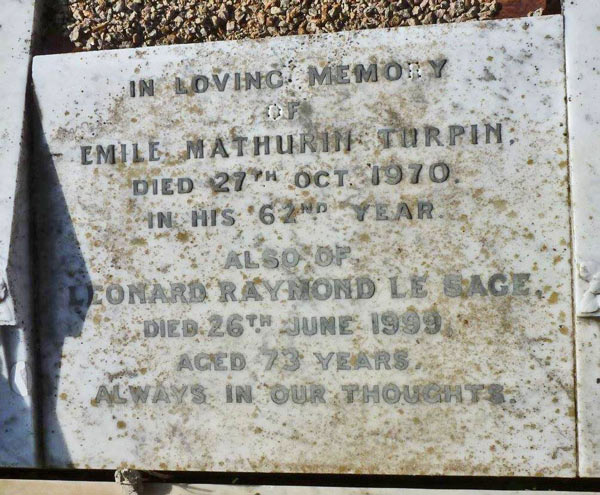 IN LOVING MEMORY
OF
EMILE MATHURIN TURPIN.
DIED 27TH OCT. 1970.
IN HIS 62ND YEAR.
ALSO OF
LEONARD RAYMOND LE SAGE.
DIED 26TH JUNE 1999.
AGED 73 YEARS.
ALWAYS IN OUR THOUGHTS.